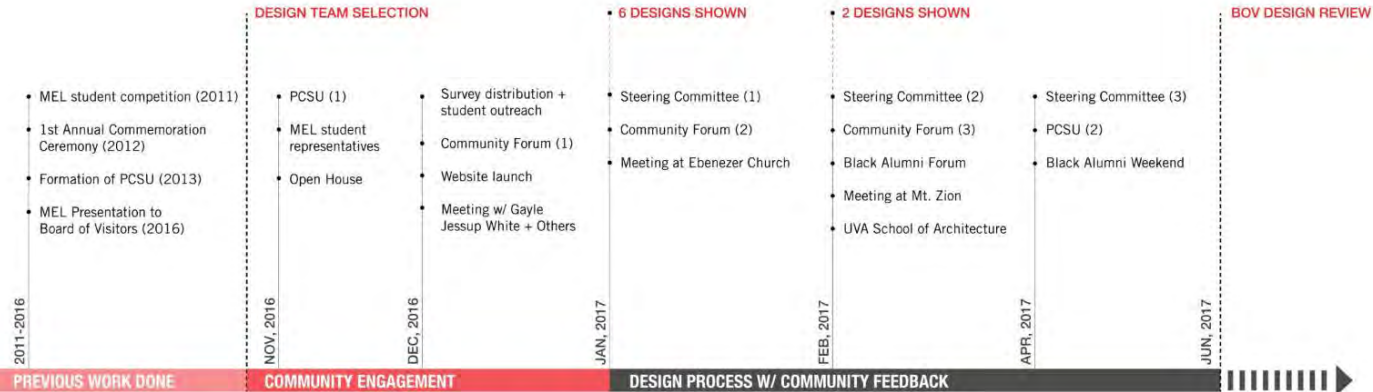 DESIGN TEAM SELECTION
6 DESIGNS SHOWN
2 DESIGNS SHOWN
BOV DESIGN REVIEW
MEL student competition (2011)
1st Annual Commemoration
Ceremony (2012)
Formation of PCSU (2013)
MEL Presentation to
Board of Visitors (2016)
PCSU (1)
MEL student
representatives
Open House
Survey distribution +
student outreach
Community Forum (1)
Website launch
Meeting w/ Gayle
Jessup White + Others
Steering Committee (1)
Community Forum (2)
Meeting at Ebenezer Church
Steering Committee (2)
Community Forum (3)
Black Alumni Forum
Meeting at Mt. Zion
UVA School of Architecture
Steering Committee (3)
PCSU (2)
Black Alumni Weekend
2011-2016
NOV, 2016
DEC, 2016
JAN, 2017
FEB, 2017
APR, 2017
JUN, 2017
PREVIOUS WORK DONE
COMMUNITY ENGAGEMENT
DESIGN PROCESS W/ COMMUNITY FEEDBACK